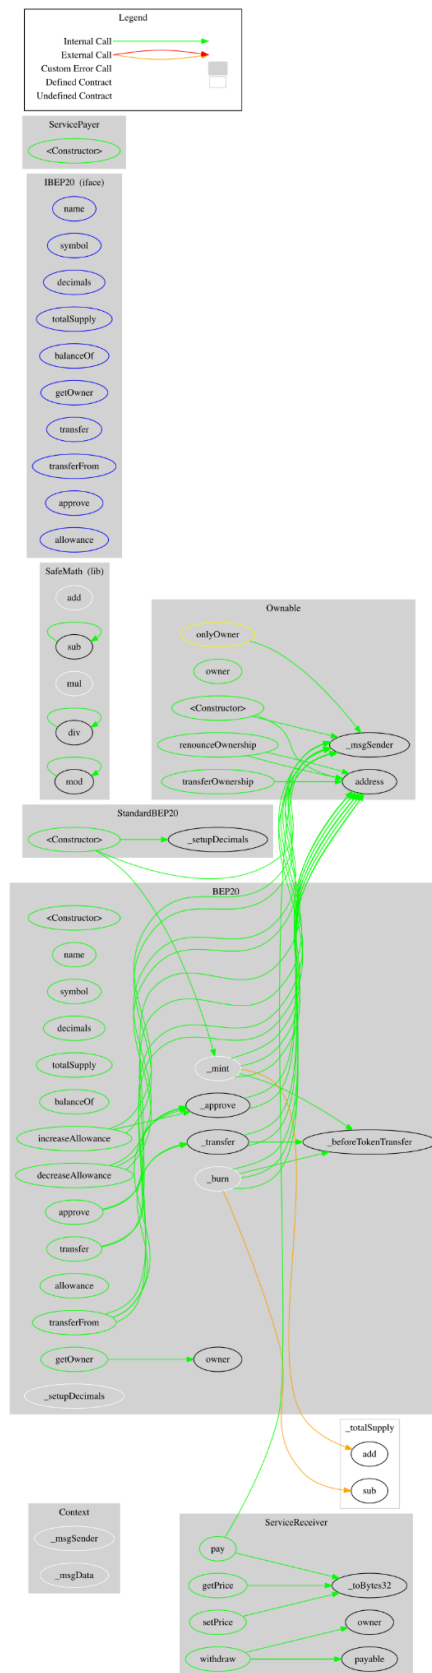 Legend
Internal Call
External Call
Custom Error Call
Defined Contract
Undefined Contract
ServicePayer
<Constructor>
IBEP20 (iface)
name
symbol
decimals
totalSupply
balanceOf
getOwner
transfer
transferFrom
approve
allowance
SafeMath (lib)
add
sub
mul
div
mod
Ownable
onlyOwner
owner
<Constructor>
renounceOwnership
transferOwnership
_msgSender
address
StandardBEP20
<Constructor>
_setupDecimals
BEP20
<Constructor>
name
symbol
decimals
totalSupply
balanceOf
increaseAllowance
decreaseAllowance
approve
transfer
allowance
transferFrom
getOwner
_setupDecimals
_mint
_approve
_transfer
_burn
owner
_beforeTokenTransfer
_totalSupply
add
sub
Context
_msgSender
_msgData
ServiceReceiver
pay
getPrice
setPrice
withdraw
_toBytes32
owner
payable